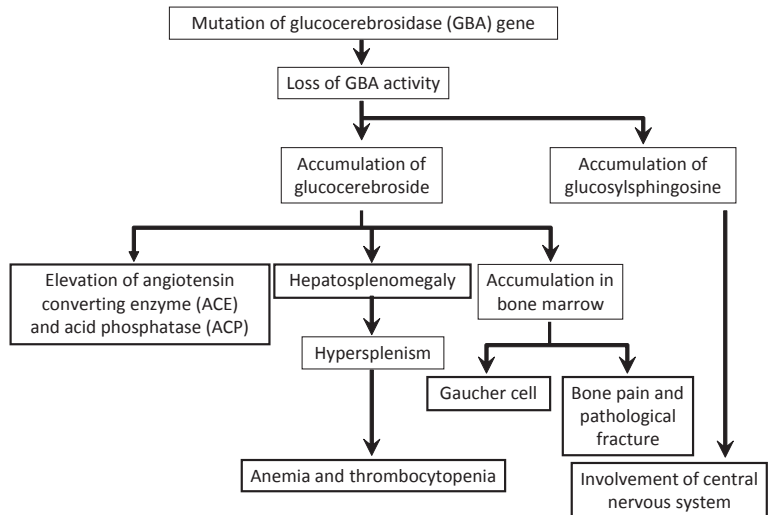 Mutation of glucocerebrosidase (GBA) gene
Loss of GBA activity
Accumulation of
glucocerebroside
Accumulation of
glucosylsphingosine
Elevation of angiotensin
converting enzyme (ACE)
and acid phosphatase (ACP)
Hepatosplenomegaly
Accumulation in
bone marrow
Hypersplenism
Gaucher cell
Bone pain and
pathological
fracture
Anemia and thrombocytopenia
Involvement of central
nervous system